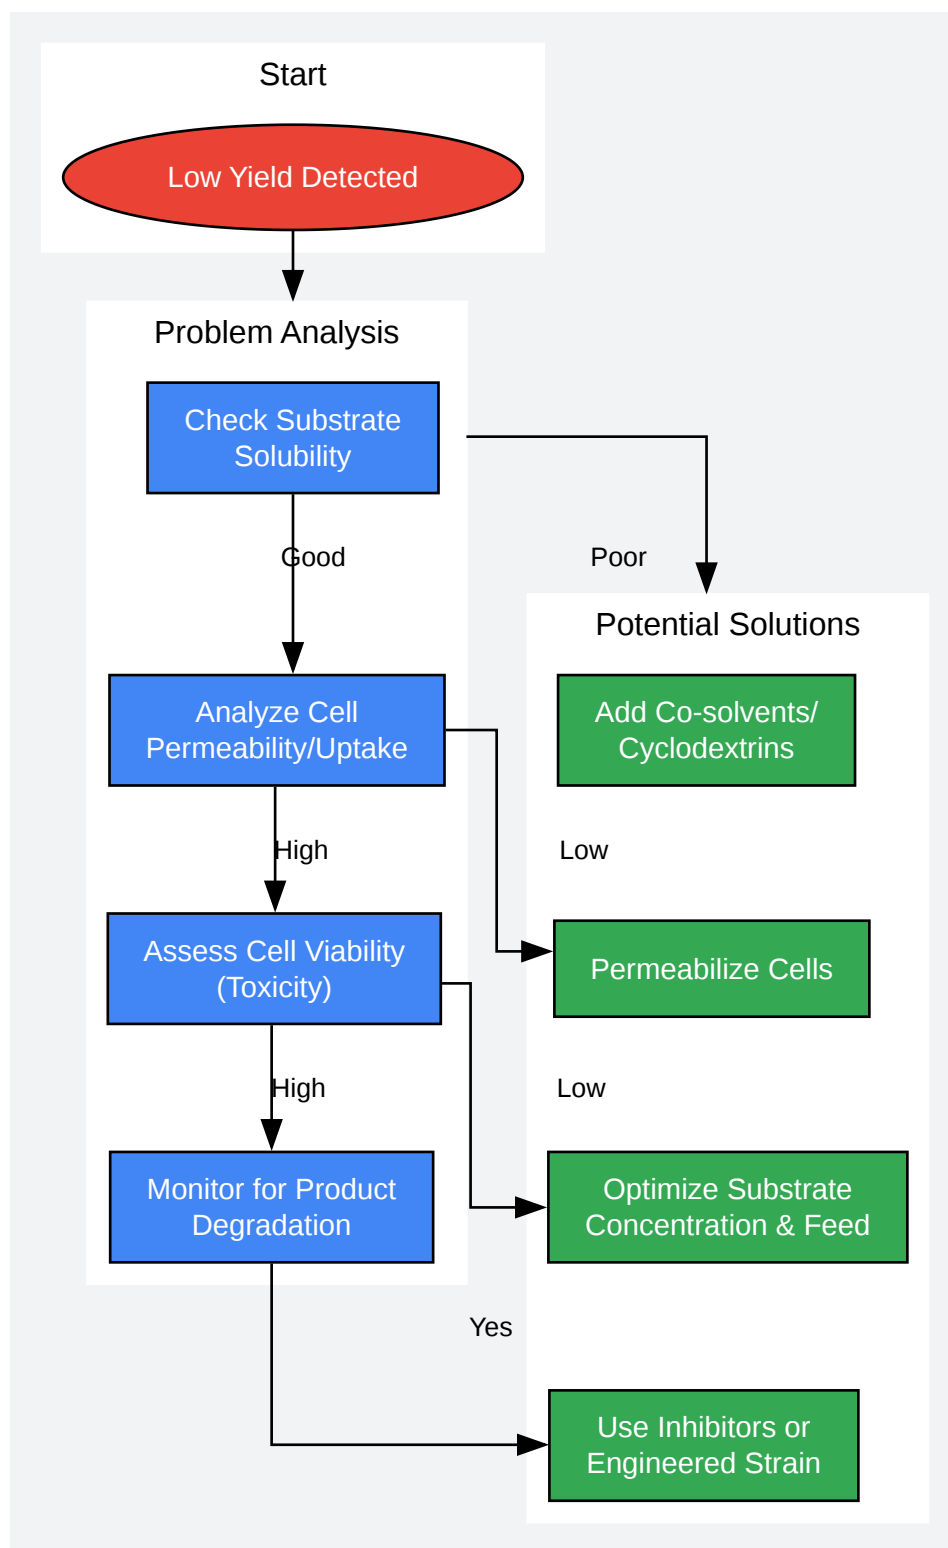 Start
Low Yield Detected
Problem Analysis
Check Substrate
Solubility
Good
Poor
Potential Solutions
Analyze Cell
Permeability/Uptake
Add Co-solvents/
Cyclodextrins
High
Low
Assess Cell Viability
(Toxicity)
Permeabilize Cells
High
Low
Monitor for Product
Degradation
Optimize Substrate
Concentration & Feed
Yes
Use Inhibitors or
Engineered Strain